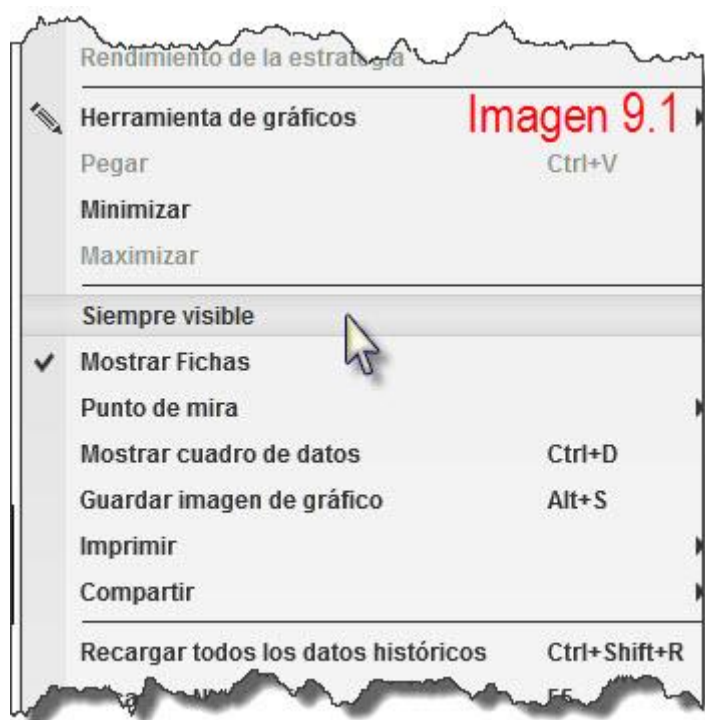 Rendimiento de la estrategia
Herramienta de gráficos
Imagen 9.1
Pegar Ctrl+V
Minimizar
Maximizar
Siempre visible
Mostrar Fichas
Punto de mira
Mostrar cuadro de datos Ctrl+D
Guardar imagen de gráfico Alt+S
Imprimir
Compartir
Recargar todos los datos históricos Ctrl+Shift+R